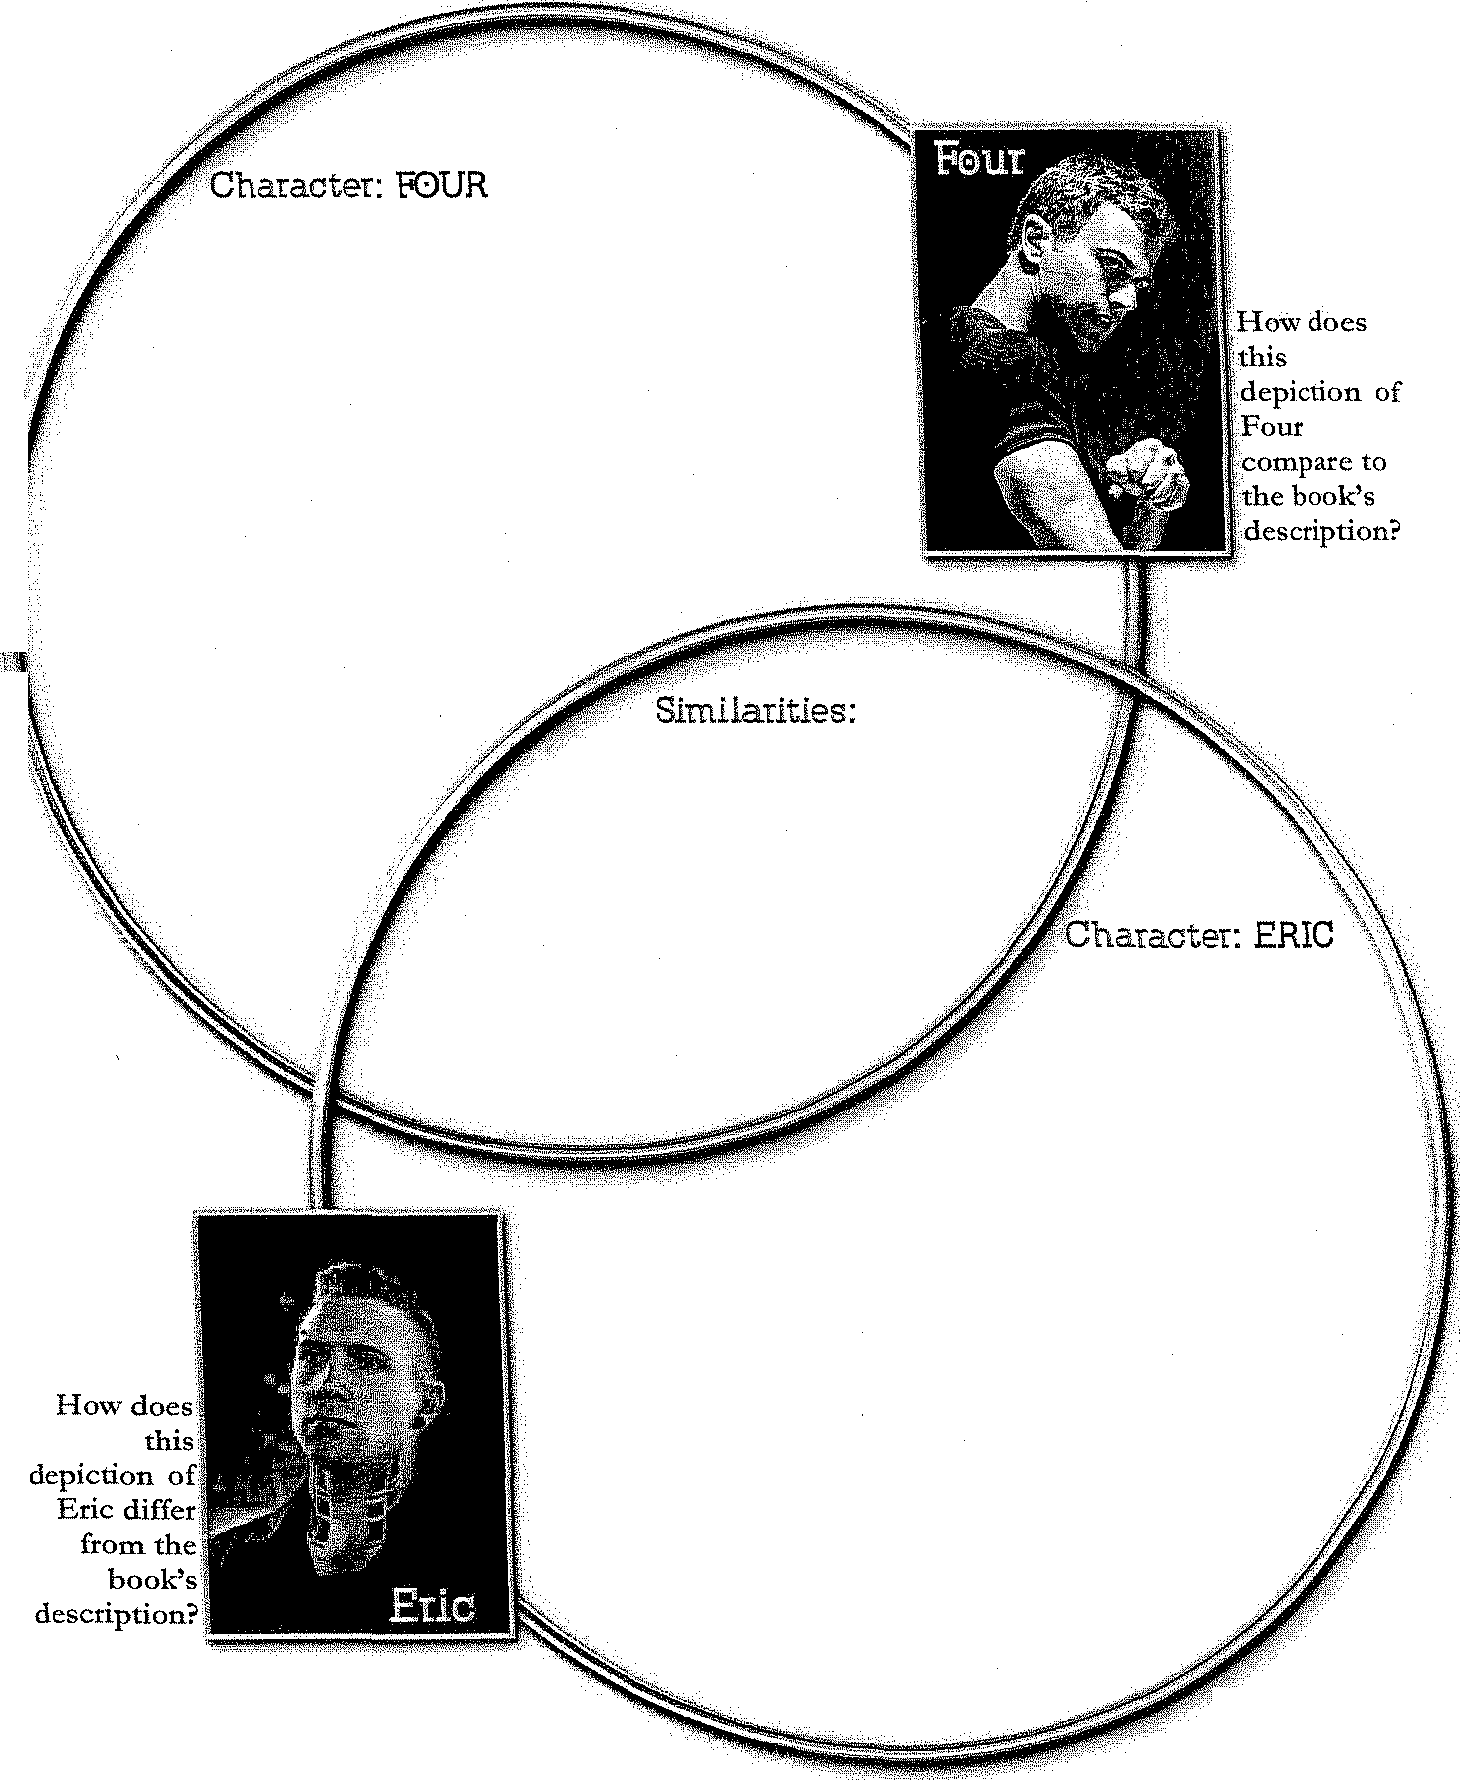 Character: FOUR
Four
How does
this
depiction of
Four
compare to
the book's
description?
Similarities:
Character: ERIC
How does
this
depiction of
Eric differ
from the
book's
description?
Eric